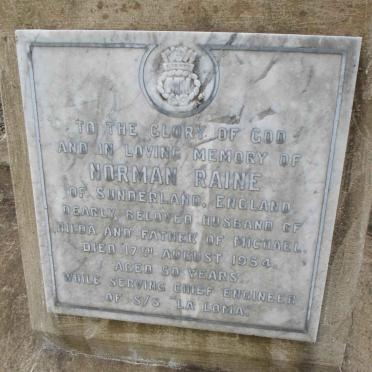 TO THE GLORY OF GOD
AND IN LOVING MEMORY OF
NORMAN RAINE
OF SUNDERLAND, ENGLAND
DEARLY BELOVED HUSBAND OF
HILDA AND FATHER OF MICHAEL.
DIED 17TH AUGUST 1954
AGED 50 YEARS.
WHILE SERVING CHIEF ENGINEER
OF S/S LA LOMA.